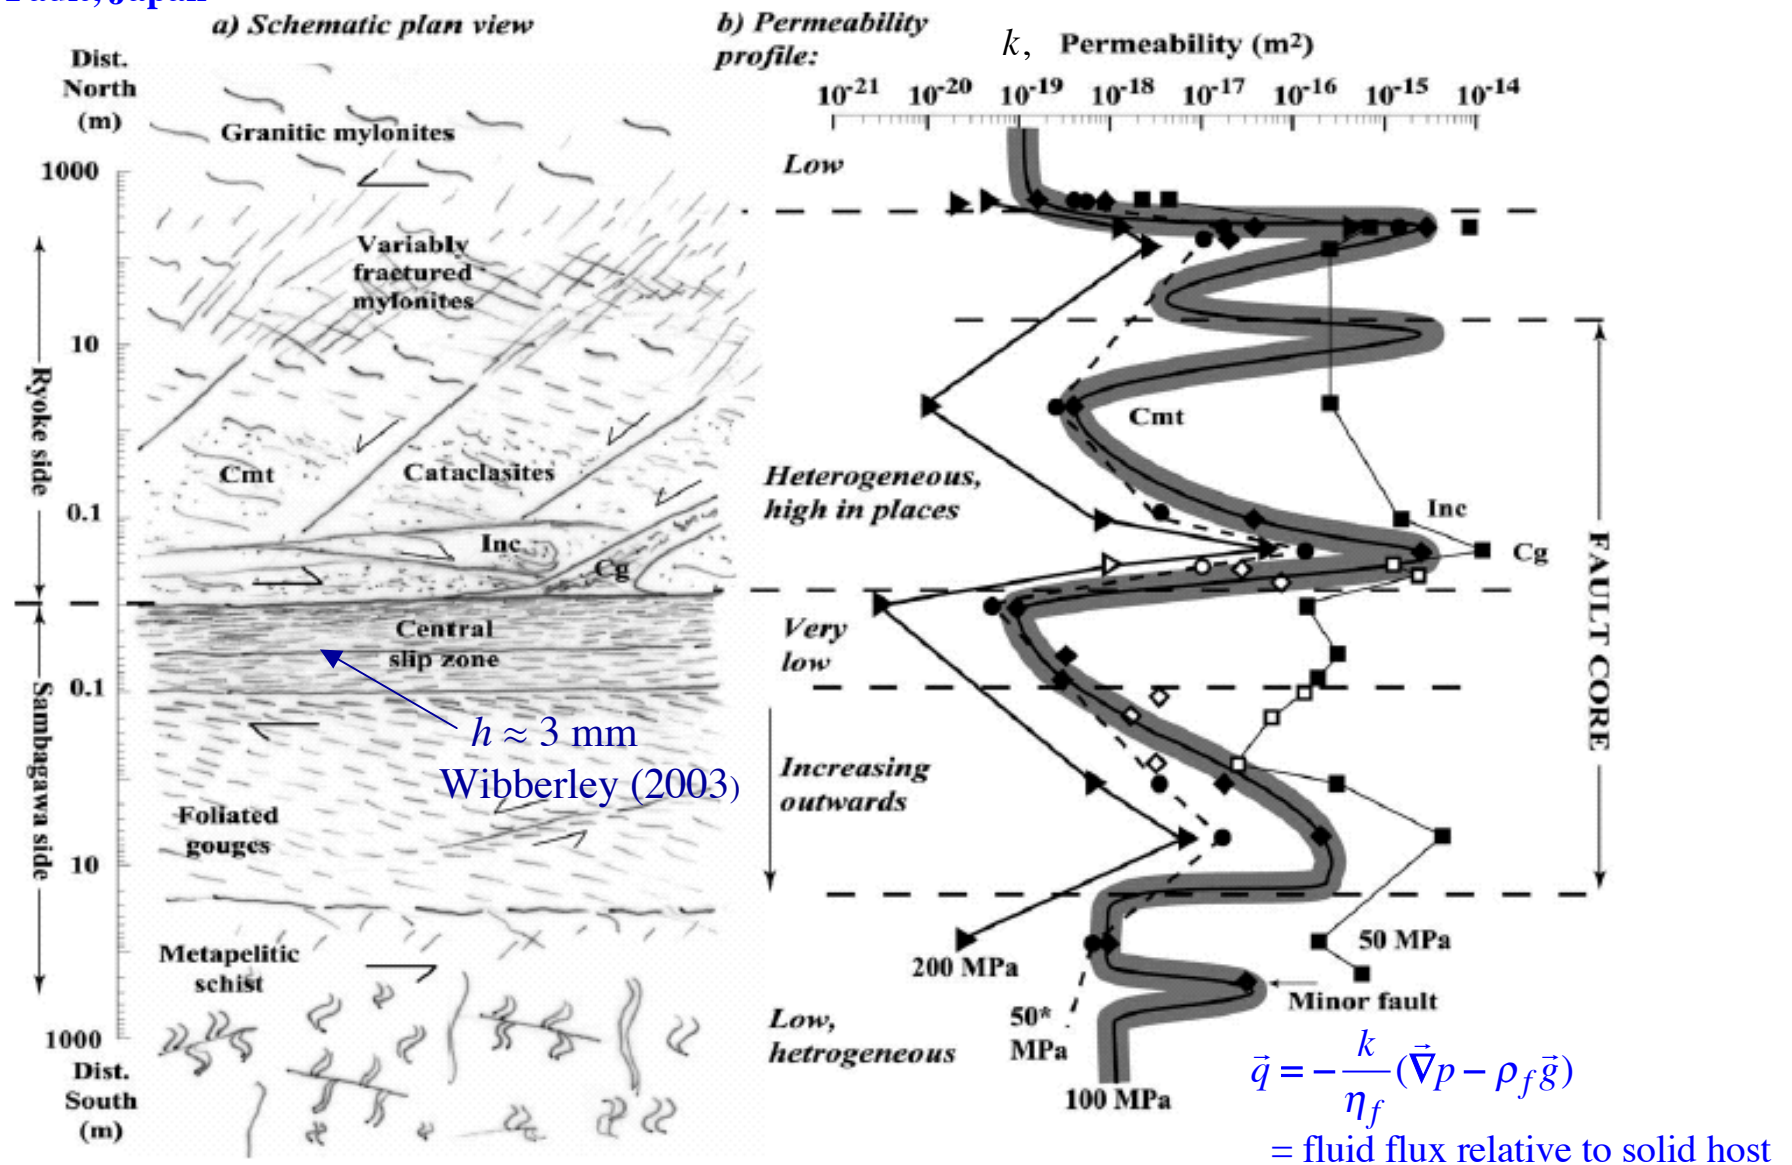 Fault, Japan
a) Schematic plan view
b) Permeability
profile:
k, Permeability (m²)
10⁻²¹ 10⁻²⁰ 10⁻¹⁹ 10⁻¹⁸ 10⁻¹⁷ 10⁻¹⁶ 10⁻¹⁵ 10⁻¹⁴
Dist.
North
(m)
1000
10
0.1
0.1
10
1000
Dist.
South
(m)
Ryoke side
Sambagawa side
Granitic mylonites
Variably
fractured
mylonites
Cmt
Cataclasites
Inc
Cg
Central
slip zone
h ≈ 3 mm
Wibberley (2003)
Foliated
gouges
Metapelitic
schist
Low
Heterogeneous,
high in places
Very
low
Increasing
outwards
Low,
hetrogeneous
Cmt
Inc
Cg
FAULT CORE
200 MPa
50 MPa
50*
MPa
100 MPa
Minor fault
q⃗ = −k/η_f (∇⃗p − ρ_f g⃗)
= fluid flux relative to solid host